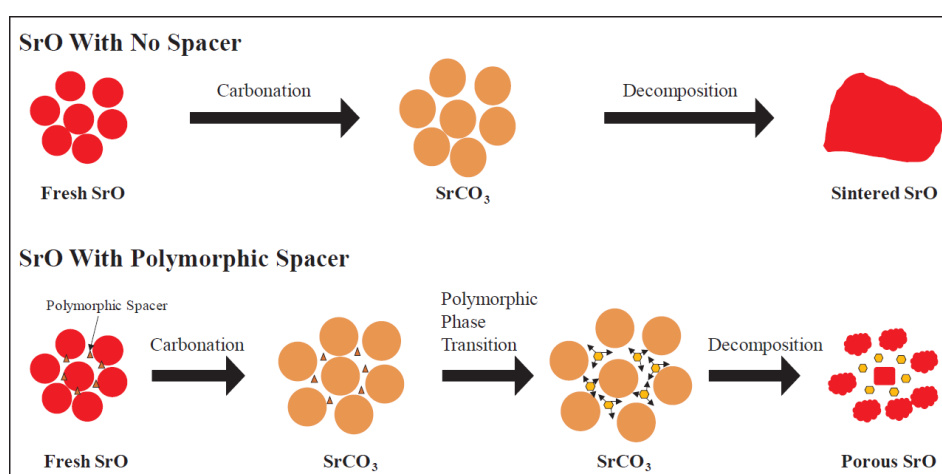 SrO With No Spacer
Carbonation
Decomposition
Fresh SrO
SrCO₃
Sintered SrO
SrO With Polymorphic Spacer
Polymorphic Spacer
Carbonation
Polymorphic
Phase
Transition
Decomposition
Fresh SrO
SrCO₃
SrCO₃
Porous SrO